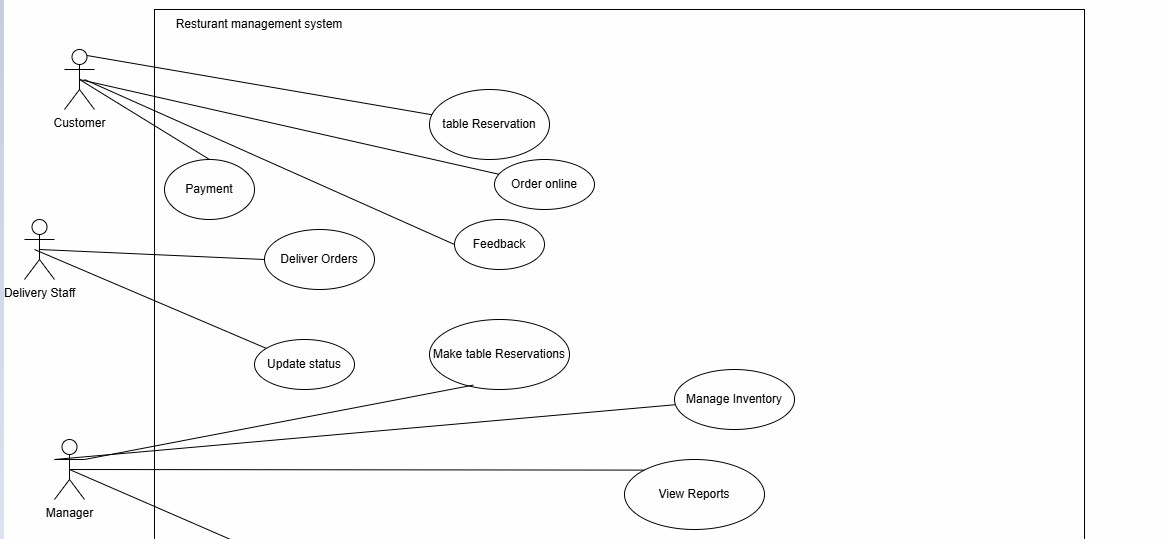 Resturant management system
Customer
table Reservation
Order online
Payment
Feedback
Deliver Orders
Delivery Staff
Update status
Make table Reservations
Manage Inventory
View Reports
Manager